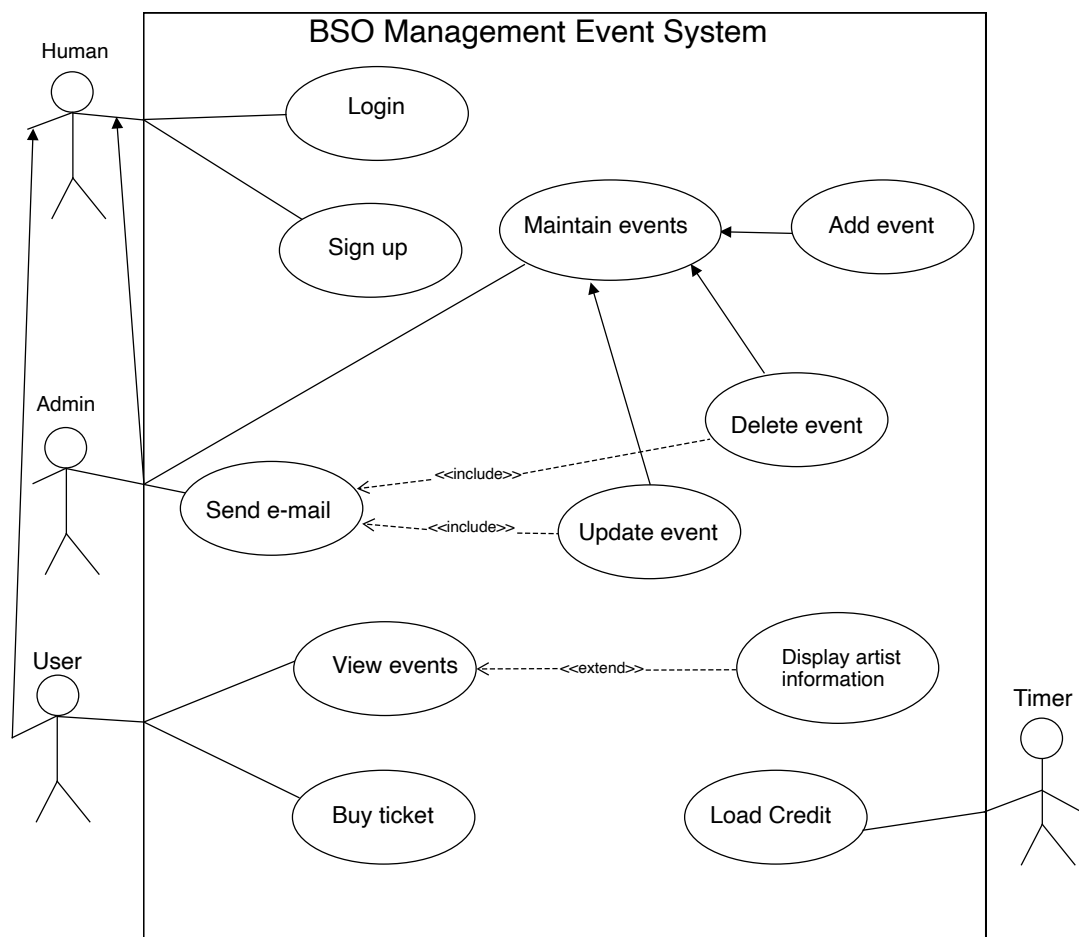 BSO Management Event System
Human
Login
Sign up
Maintain events
Add event
Admin
Delete event
<<include>>
Send e-mail
<<include>>
Update event
User
View events
<<extend>>
Display artist
information
Timer
Buy ticket
Load Credit